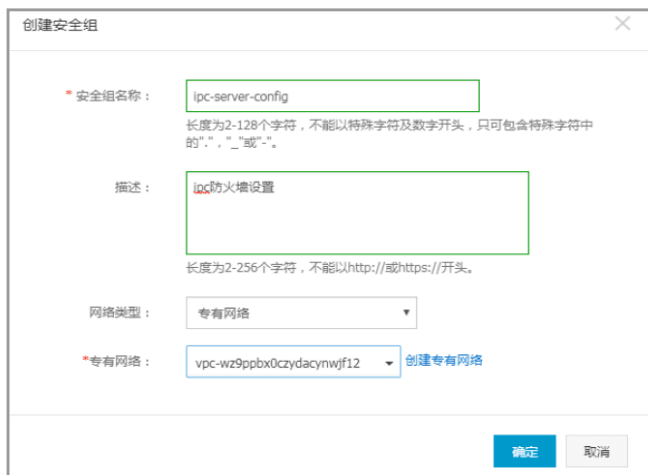 创建安全组
* 安全组名称：
ipc-server-config
长度为2-128个字符，不能以特殊字符及数字开头，只可包含特殊字符中
的"."，"_"或"-"。
描述：
ipc防火墙设置
长度为2-256个字符，不能以http://或https://开头。
网络类型：
专有网络
*专有网络：
vpc-wz9ppbx0czydacynwjf12
创建专有网络
确定
取消